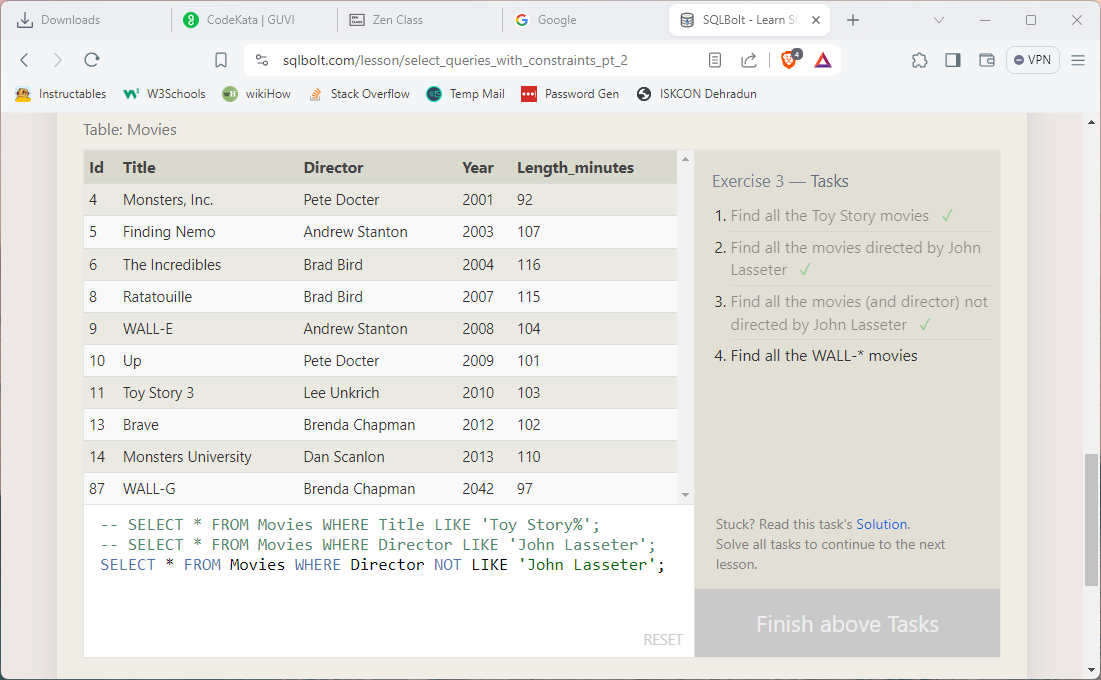 Downloads CodeKata | GUVI Zen Class Google SQLBolt - Learn S
sqlbolt.com/lesson/select_queries_with_constraints_pt_2 4 VPN
Instructables W3Schools wikiHow Stack Overflow Temp Mail Password Gen ISKCON Dehradun
Table: Movies
Id Title Director Year Length_minutes
4 Monsters, Inc. Pete Docter 2001 92
5 Finding Nemo Andrew Stanton 2003 107
6 The Incredibles Brad Bird 2004 116
8 Ratatouille Brad Bird 2007 115
9 WALL-E Andrew Stanton 2008 104
10 Up Pete Docter 2009 101
11 Toy Story 3 Lee Unkrich 2010 103
13 Brave Brenda Chapman 2012 102
14 Monsters University Dan Scanlon 2013 110
87 WALL-G Brenda Chapman 2042 97
-- SELECT * FROM Movies WHERE Title LIKE 'Toy Story%';
-- SELECT * FROM Movies WHERE Director LIKE 'John Lasseter';
SELECT * FROM Movies WHERE Director NOT LIKE 'John Lasseter';
RESET
Exercise 3 — Tasks
1. Find all the Toy Story movies ✓
2. Find all the movies directed by John
Lasseter ✓
3. Find all the movies (and director) not
directed by John Lasseter ✓
4. Find all the WALL-* movies
Stuck? Read this task's Solution.
Solve all tasks to continue to the next
lesson.
Finish above Tasks